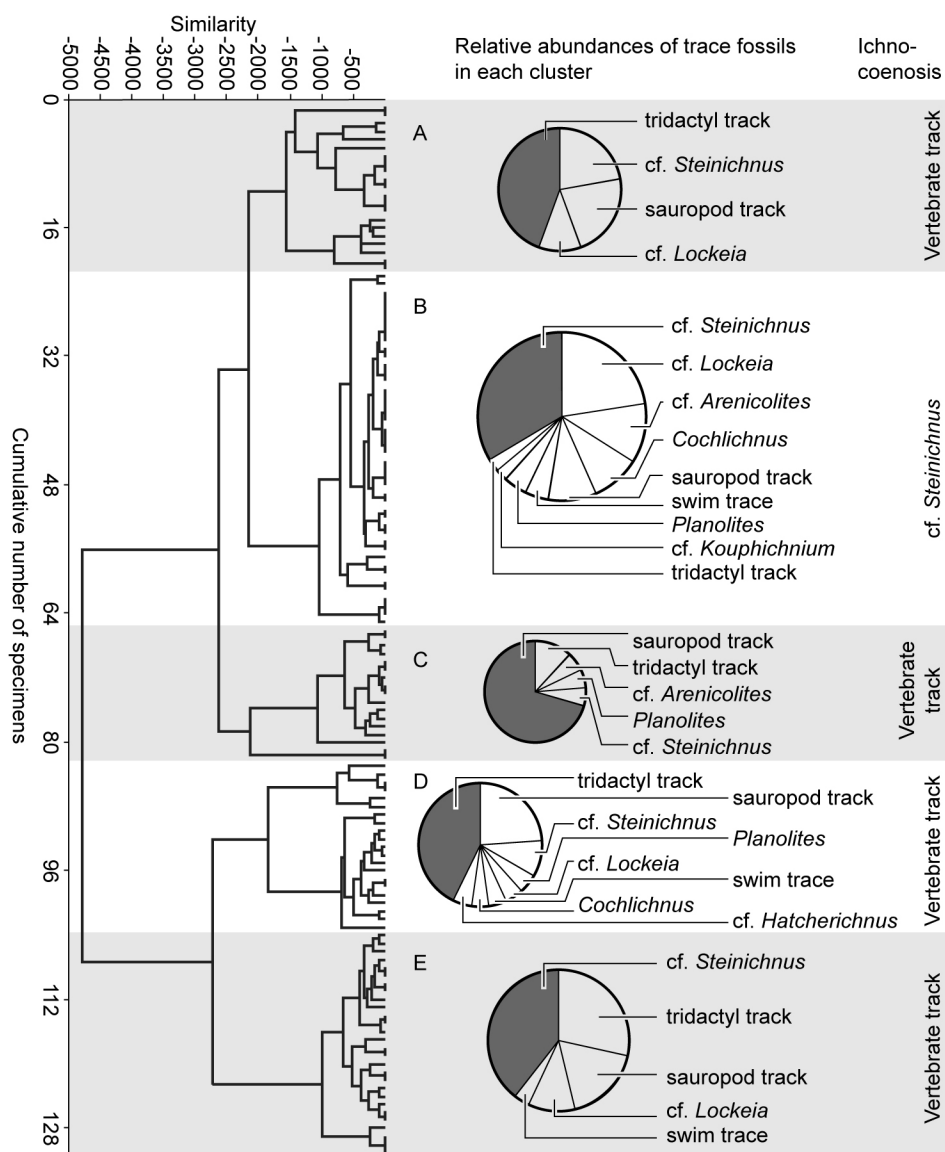 Similarity
-5000
-4500
-4000
-3500
-3000
-2500
-2000
-1500
-1000
-500
Relative abundances of trace fossils
in each cluster
Ichno-
coenosis
0
16
32
48
64
80
96
112
128
Cumulative number of specimens
A
tridactyl track
cf. Steinichnus
sauropod track
cf. Lockeia
Vertebrate track
B
cf. Steinichnus
cf. Lockeia
cf. Arenicolites
Cochlichnus
sauropod track
swim trace
Planolites
cf. Kouphichnium
tridactyl track
cf. Steinichnus
C
sauropod track
tridactyl track
cf. Arenicolites
Planolites
cf. Steinichnus
Vertebrate
track
D
tridactyl track
sauropod track
cf. Steinichnus
Planolites
cf. Lockeia
swim trace
Cochlichnus
cf. Hatcherichnus
Vertebrate track
E
cf. Steinichnus
tridactyl track
sauropod track
cf. Lockeia
swim trace
Vertebrate track